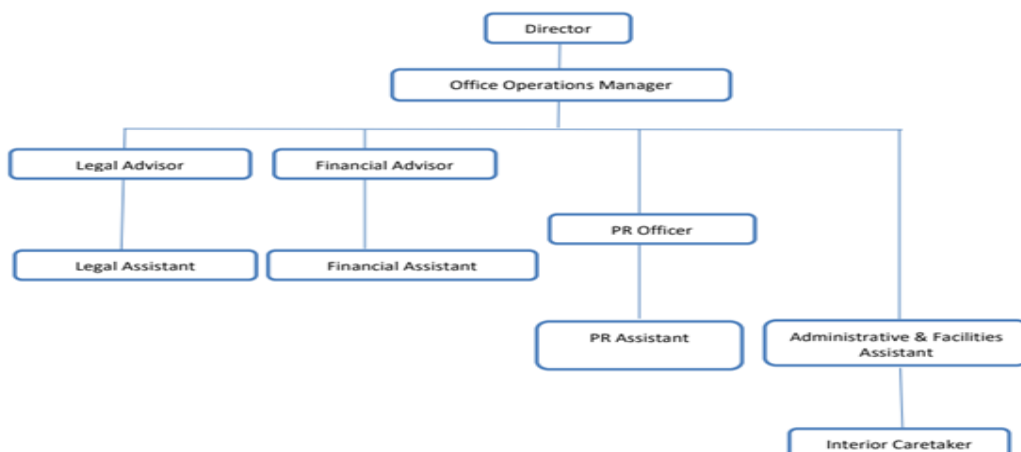 Director
Office Operations Manager
Legal Advisor
Financial Advisor
PR Officer
Legal Assistant
Financial Assistant
PR Assistant
Administrative & Facilities
Assistant
Interior Caretaker